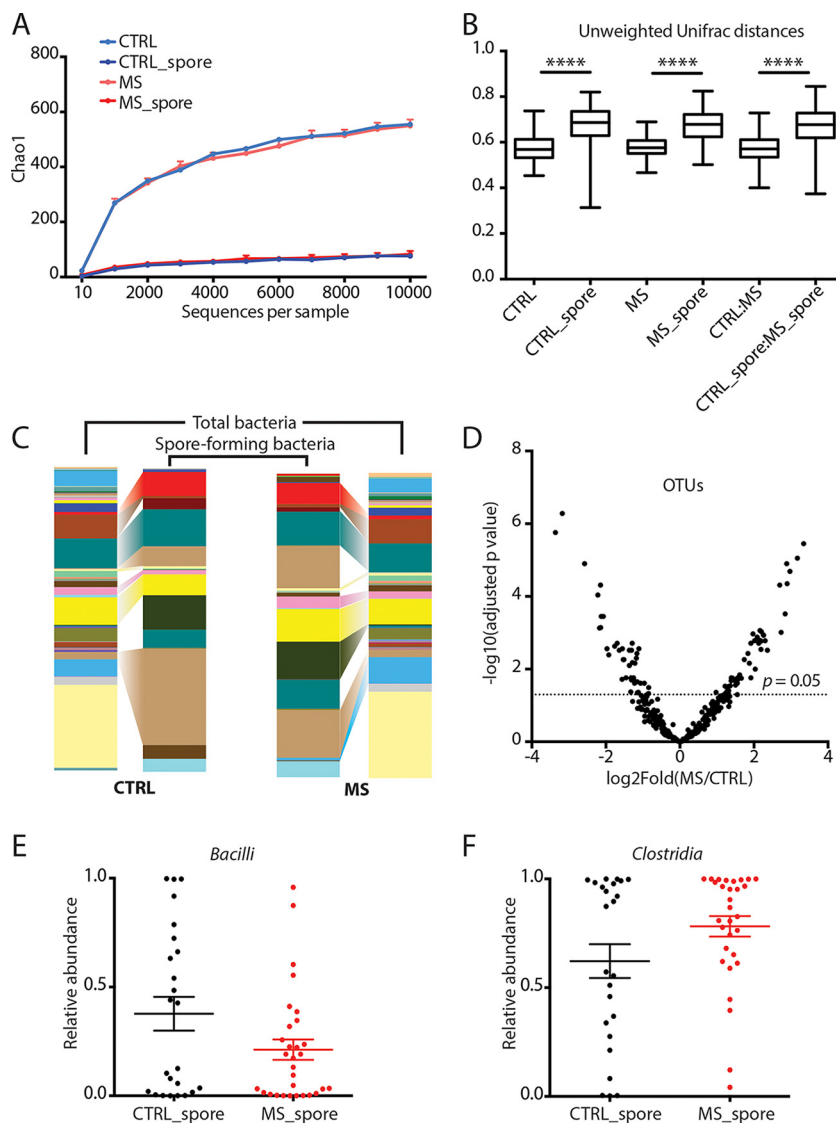 A
CTRL
CTRL_spore
MS
MS_spore
800
600
400
200
0
Chao1
10 2000 4000 6000 8000 10000
Sequences per sample
B
Unweighted Unifrac distances
**** **** ****
1.0
0.8
0.6
0.4
0.2
0.0
CTRL
CTRL_spore
MS
MS_spore
CTRL:MS
CTRL_spore:MS_spore
C
Total bacteria
Spore-forming bacteria
CTRL MS
D
OTUs
8
6
4
2
0
-log10(adjusted p value)
p = 0.05
−4 −2 0 2 4
log2Fold(MS/CTRL)
E
Bacilli
1.0
0.5
0.0
Relative abundance
CTRL_spore MS_spore
F
Clostridia
1.0
0.5
0.0
Relative abundance
CTRL_spore MS_spore